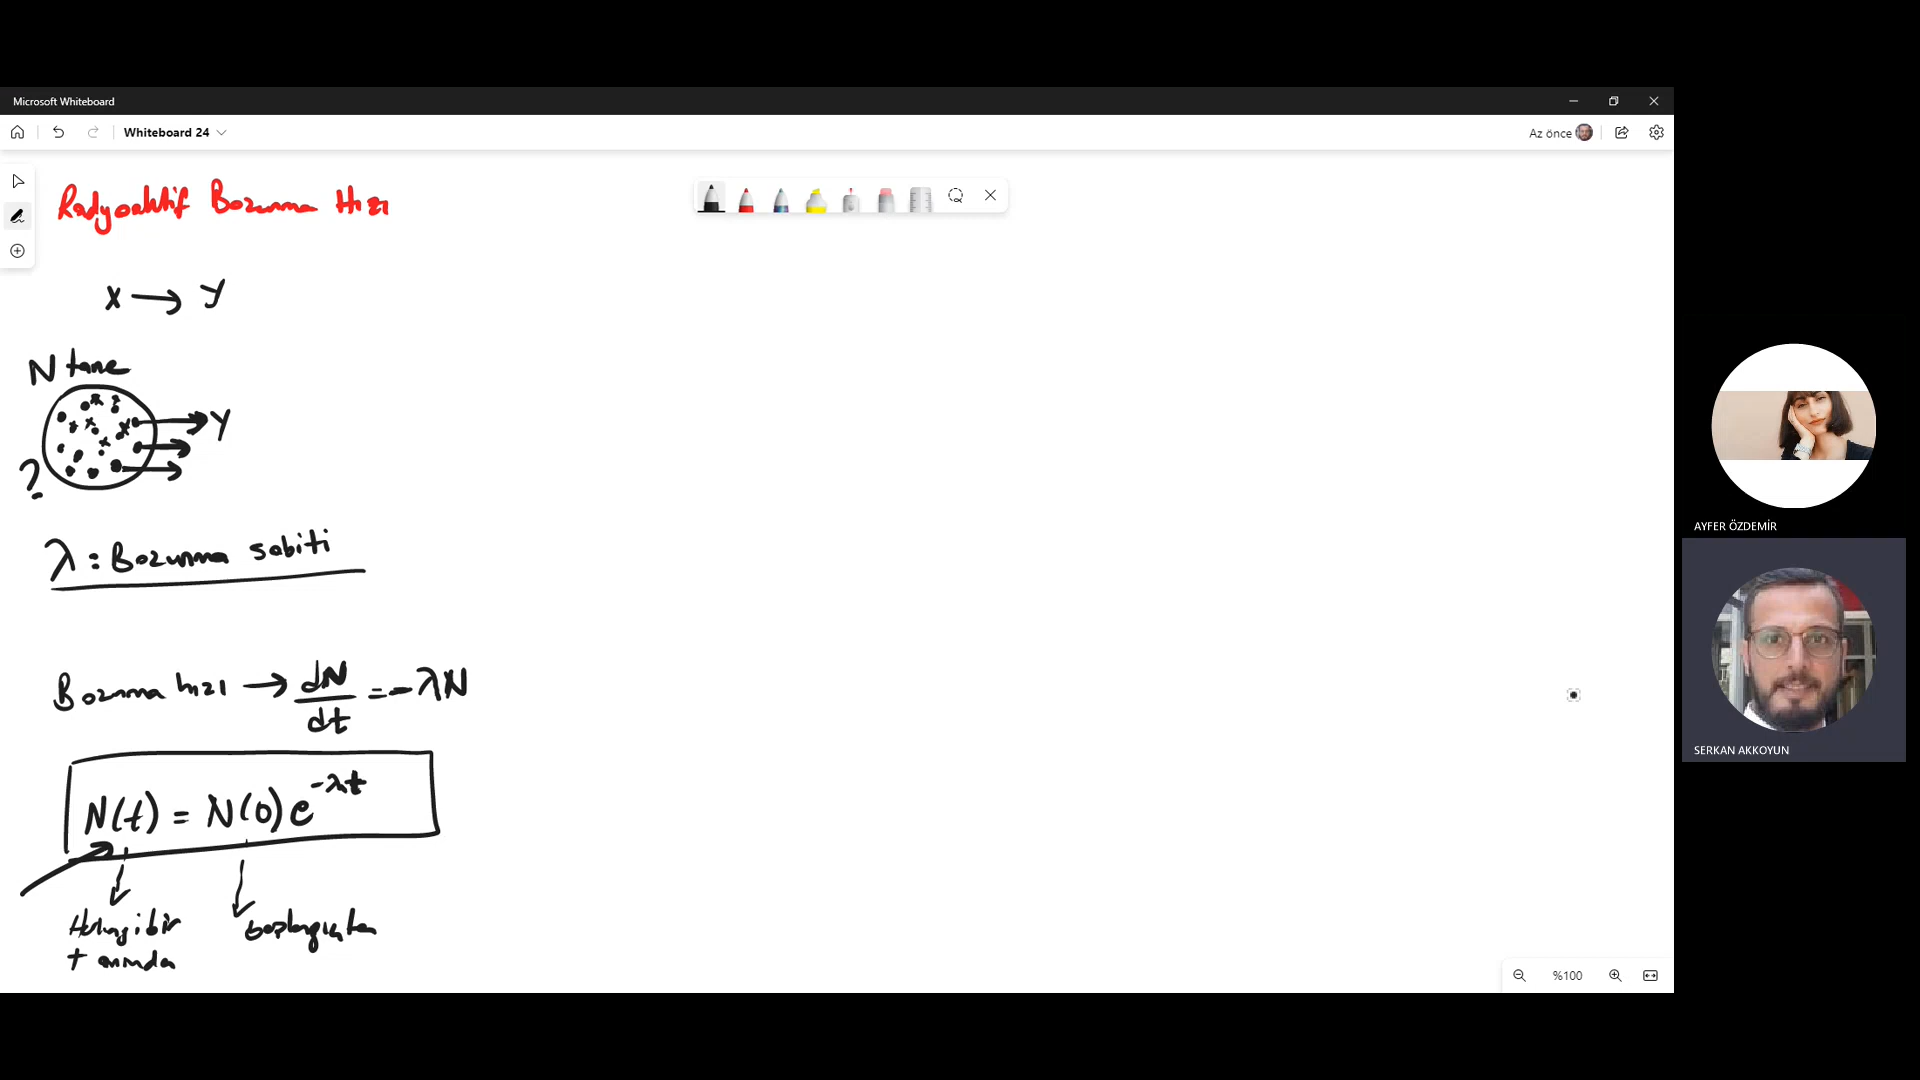 Microsoft Whiteboard
Whiteboard 24
Az önce
Radyoaktif Bozunma Hızı
X → Y
N tane
Y
?
λ = Bozunma sabiti
Bozunma hızı → dN/dt = -λN
N(t) = N(0)e^-λt
Herhangi bir
t anında
başlangıçta
AYFER ÖZDEMİR
SERKAN AKKOYUN
%100